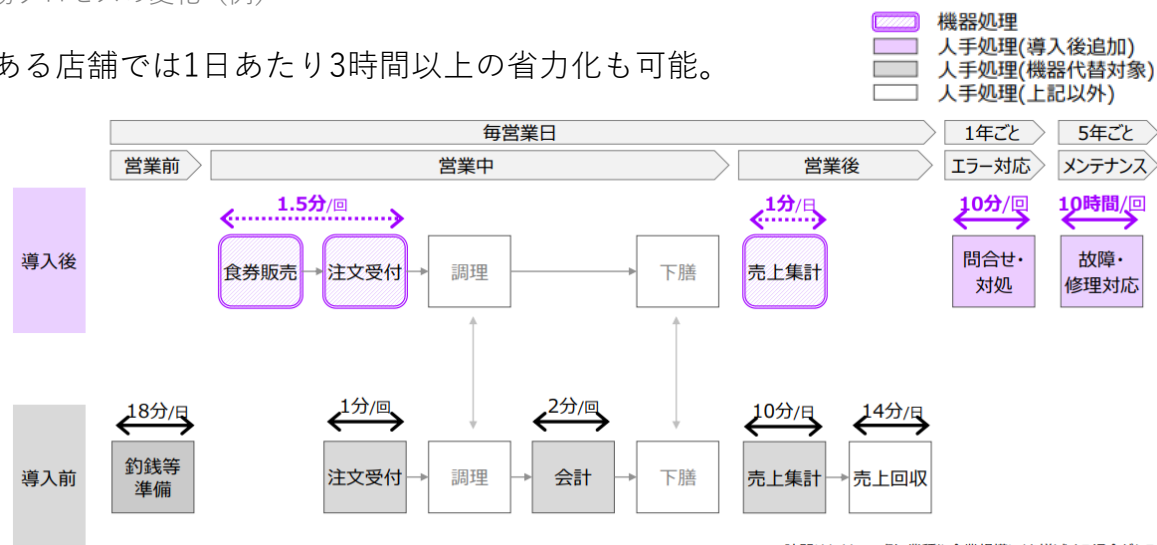 機器処理
人手処理(導入後追加)
ある店舗では1日あたり3時間以上の省力化も可能。
人手処理(機器代替対象)
人手処理(上記以外)
毎営業日
1年ごと
5年ごと
営業前
営業中
営業後
エラー対応
メンテナンス
導入後
1.5分/回
1分/日
10分/回
10時間/回
食券販売
注文受付
調理
下膳
売上集計
問合せ・
対処
故障・
修理対応
導入前
18分/日
1分/回
2分/回
10分/日
14分/日
釣銭等
準備
注文受付
調理
会計
下膳
売上集計
売上回収